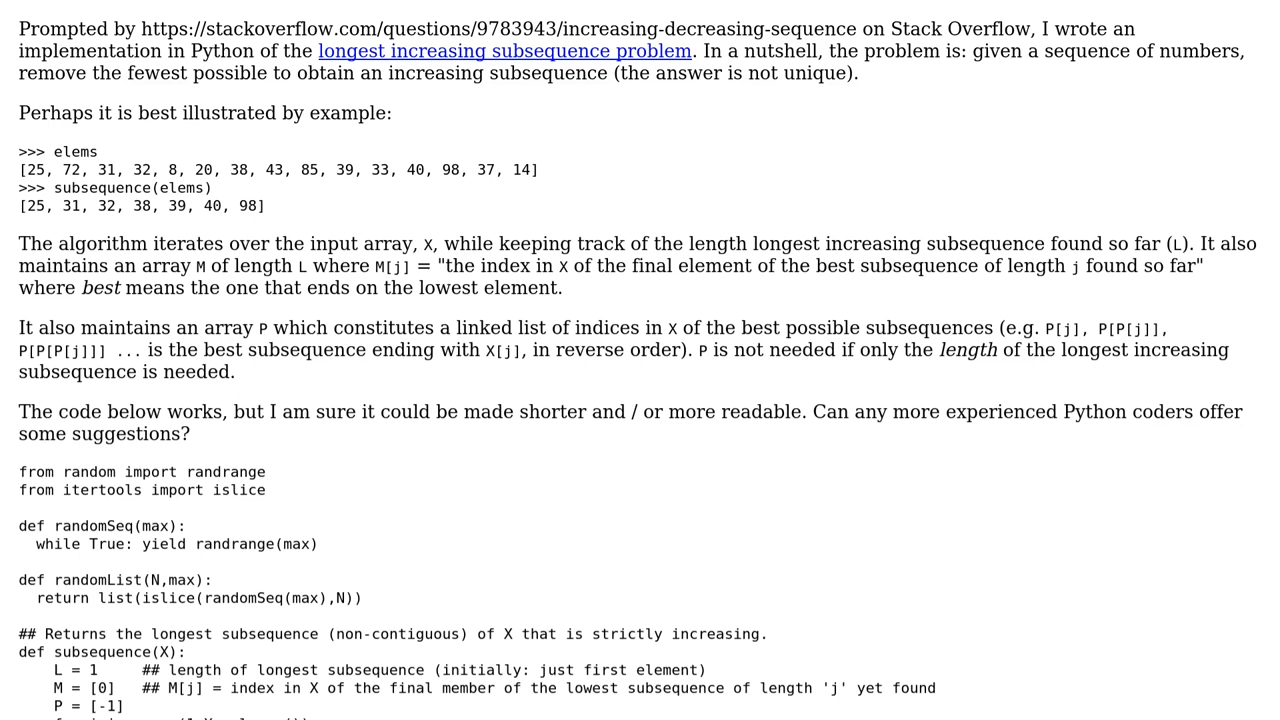 Prompted by https://stackoverflow.com/questions/9783943/increasing-decreasing-sequence on Stack Overflow, I wrote an
implementation in Python of the longest increasing subsequence problem. In a nutshell, the problem is: given a sequence of numbers,
remove the fewest possible to obtain an increasing subsequence (the answer is not unique).
Perhaps it is best illustrated by example:
>>> elems
[25, 72, 31, 32, 8, 20, 38, 43, 85, 39, 33, 40, 98, 37, 14]
>>> subsequence(elems)
[25, 31, 32, 38, 39, 40, 98]
The algorithm iterates over the input array, X, while keeping track of the length longest increasing subsequence found so far (L). It also
maintains an array M of length L where M[j] = "the index in X of the final element of the best subsequence of length j found so far"
where best means the one that ends on the lowest element.
It also maintains an array P which constitutes a linked list of indices in X of the best possible subsequences (e.g. P[j], P[P[j]],
P[P[P[j]]] ... is the best subsequence ending with X[j], in reverse order). P is not needed if only the length of the longest increasing
subsequence is needed.
The code below works, but I am sure it could be made shorter and / or more readable. Can any more experienced Python coders offer
some suggestions?
from random import randrange
from itertools import islice
def randomSeq(max):
  while True: yield randrange(max)
def randomList(N,max):
  return list(islice(randomSeq(max),N))
## Returns the longest subsequence (non-contiguous) of X that is strictly increasing.
def subsequence(X):
    L = 1     ## length of longest subsequence (initially: just first element)
    M = [0]   ## M[j] = index in X of the final member of the lowest subsequence of length 'j' yet found
    P = [-1]